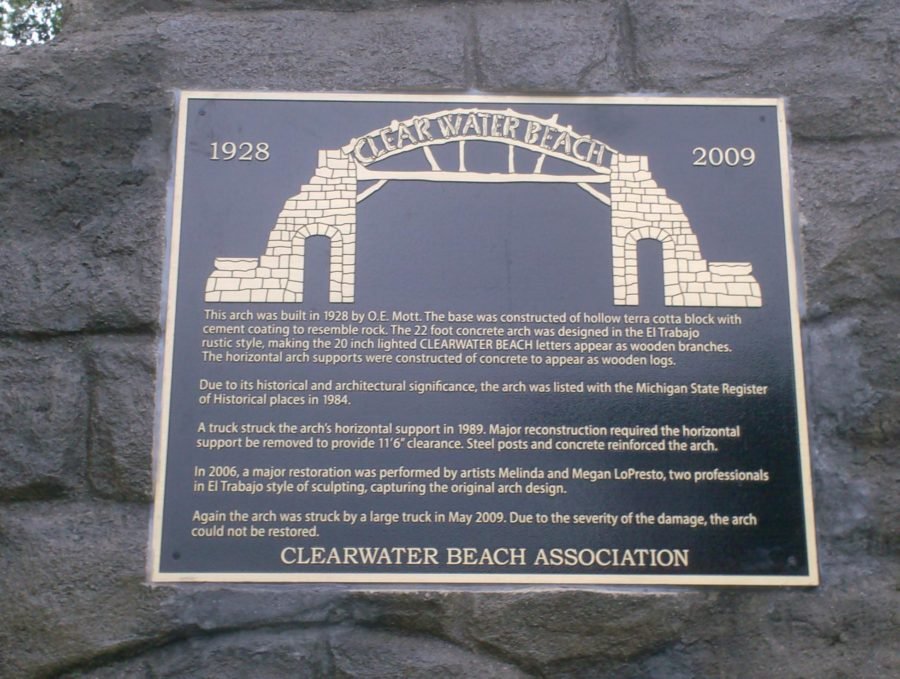 CLEAR WATER BEACH
1928
2009
This arch was built in 1928 by O.E. Mott. The base was constructed of hollow terra cotta block with
cement coating to resemble rock. The 22 foot concrete arch was designed in the El Trabajo
rustic style, making the 20 inch lighted CLEARWATER BEACH letters appear as wooden branches.
The horizontal arch supports were constructed of concrete to appear as wooden logs.
Due to its historical and architectural significance, the arch was listed with the Michigan State Register
of Historical places in 1984.
A truck struck the arch's horizontal support in 1989. Major reconstruction required the horizontal
support be removed to provide 11'6" clearance. Steel posts and concrete reinforced the arch.
In 2006, a major restoration was performed by artists Melinda and Megan LoPresto, two professionals
in El Trabajo style of sculpting, capturing the original arch design.
Again the arch was struck by a large truck in May 2009. Due to the severity of the damage, the arch
could not be restored.
CLEARWATER BEACH ASSOCIATION